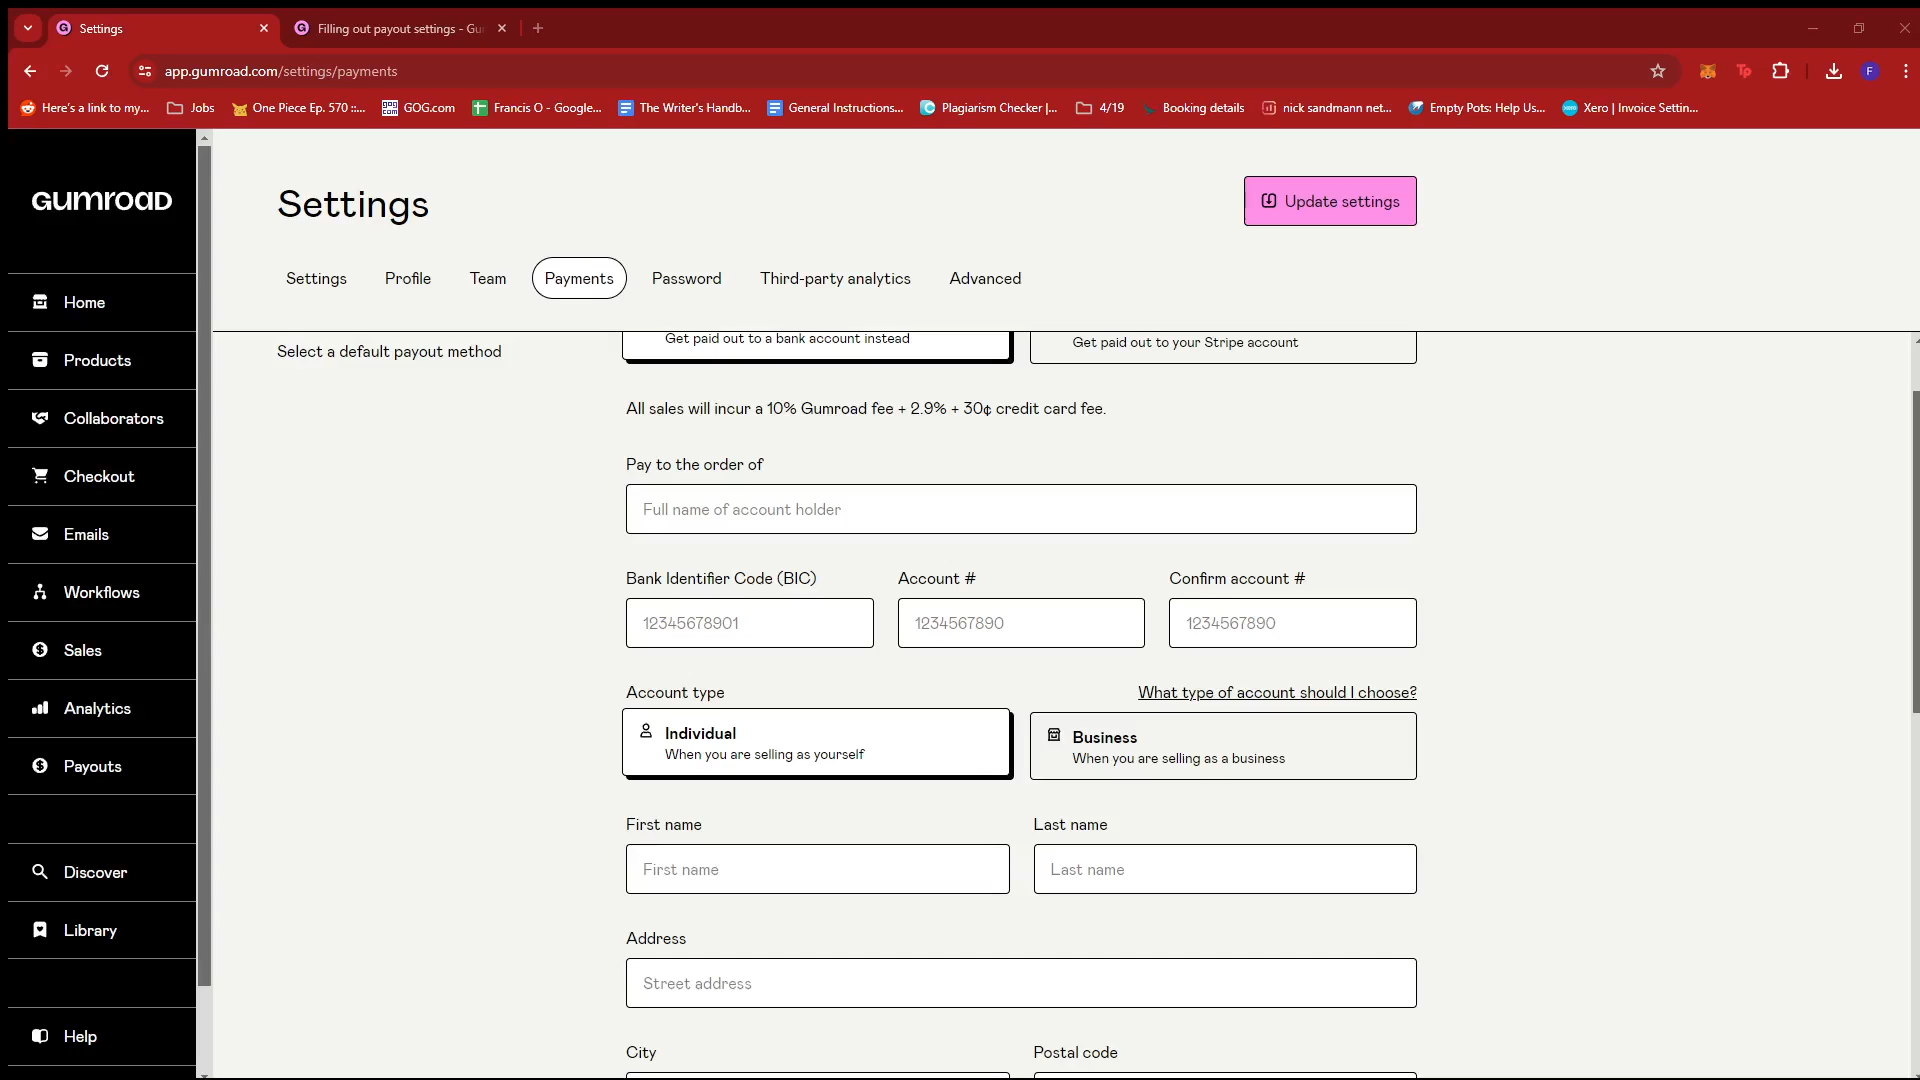 Settings
Filling out payout settings - Gu
app.gumroad.com/settings/payments
Here's a link to my...
Jobs
One Piece Ep. 570 ::...
GOG.com
Francis O - Google...
The Writer's Handb...
General Instructions...
Plagiarism Checker |...
4/19
Booking details
nick sandmann net...
Empty Pots: Help Us...
Xero | Invoice Settin...
GUMROAD
Home
Products
Collaborators
Checkout
Emails
Workflows
Sales
Analytics
Payouts
Discover
Library
Help
Settings
Update settings
Settings
Profile
Team
Payments
Password
Third-party analytics
Advanced
Select a default payout method
Get paid out to a bank account instead
Get paid out to your Stripe account
All sales will incur a 10% Gumroad fee + 2.9% + 30¢ credit card fee.
Pay to the order of
Full name of account holder
Bank Identifier Code (BIC)
Account #
Confirm account #
12345678901
1234567890
1234567890
Account type
What type of account should I choose?
Individual
When you are selling as yourself
Business
When you are selling as a business
First name
Last name
First name
Last name
Address
Street address
City
Postal code